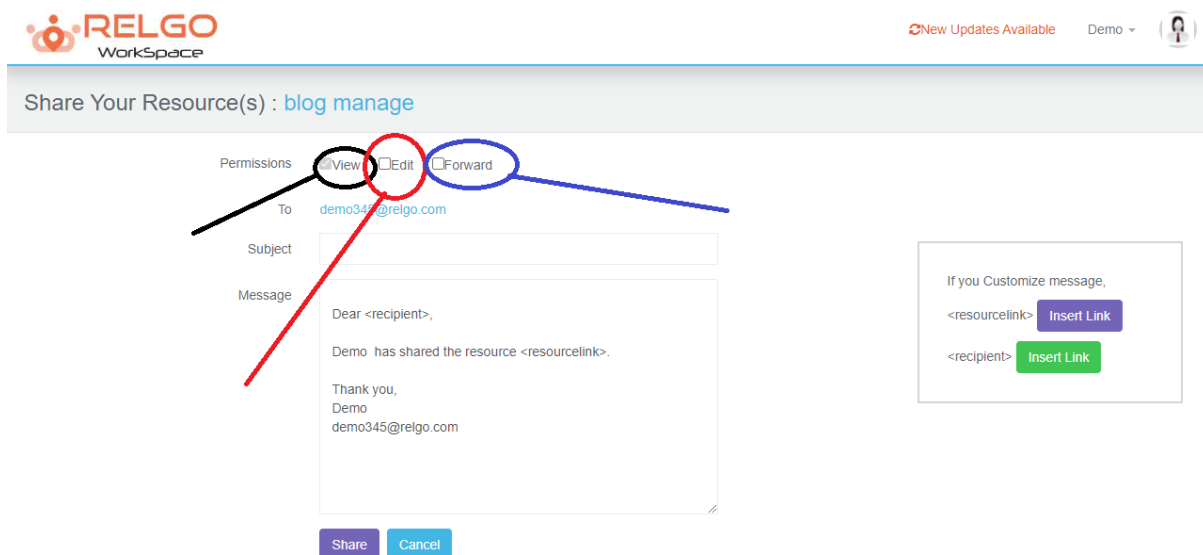 RELGO
WorkSpace
New Updates Available
Demo
Share Your Resource(s) : blog manage
Permissions View Edit Forward
To demo345@relgo.com
Subject
Message
Dear <recipient>,
Demo has shared the resource <resourcelink>.
Thank you,
Demo
demo345@relgo.com
If you Customize message,
<resourcelink> Insert Link
<recipient> Insert Link
Share Cancel